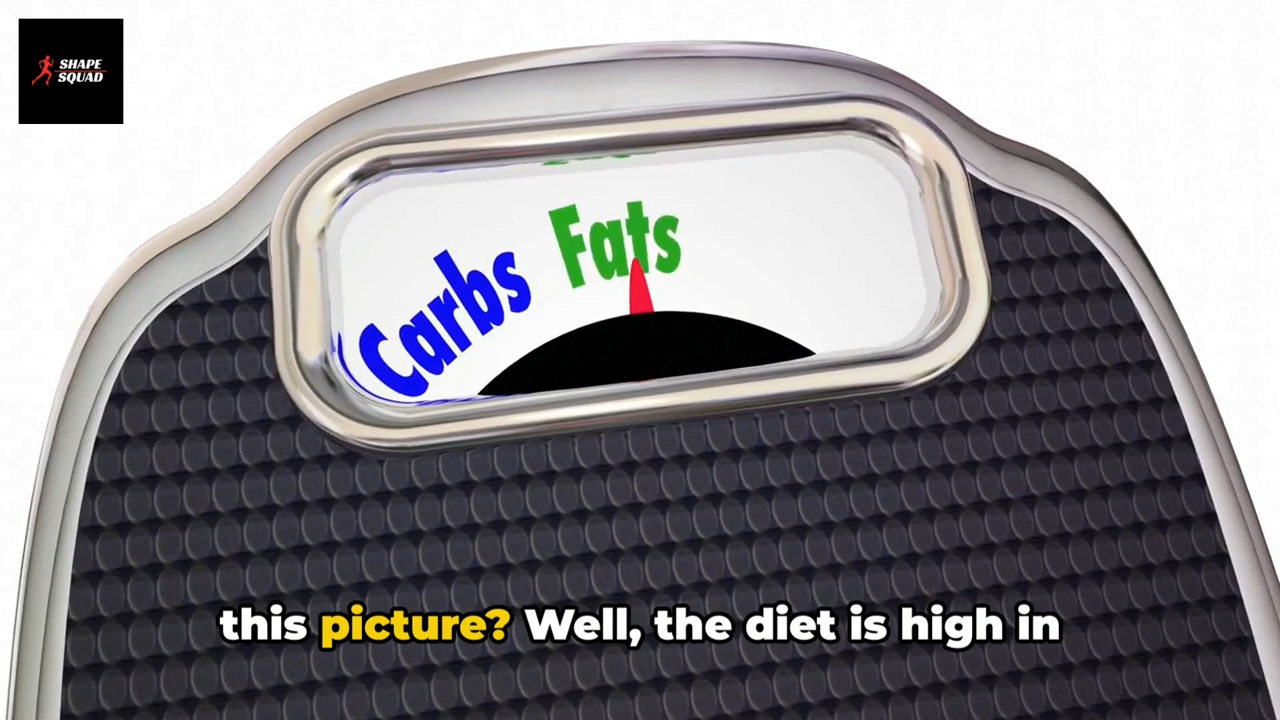 SHAPE
SQUAD
Fats
Carbs
this picture? Well, the diet is high in